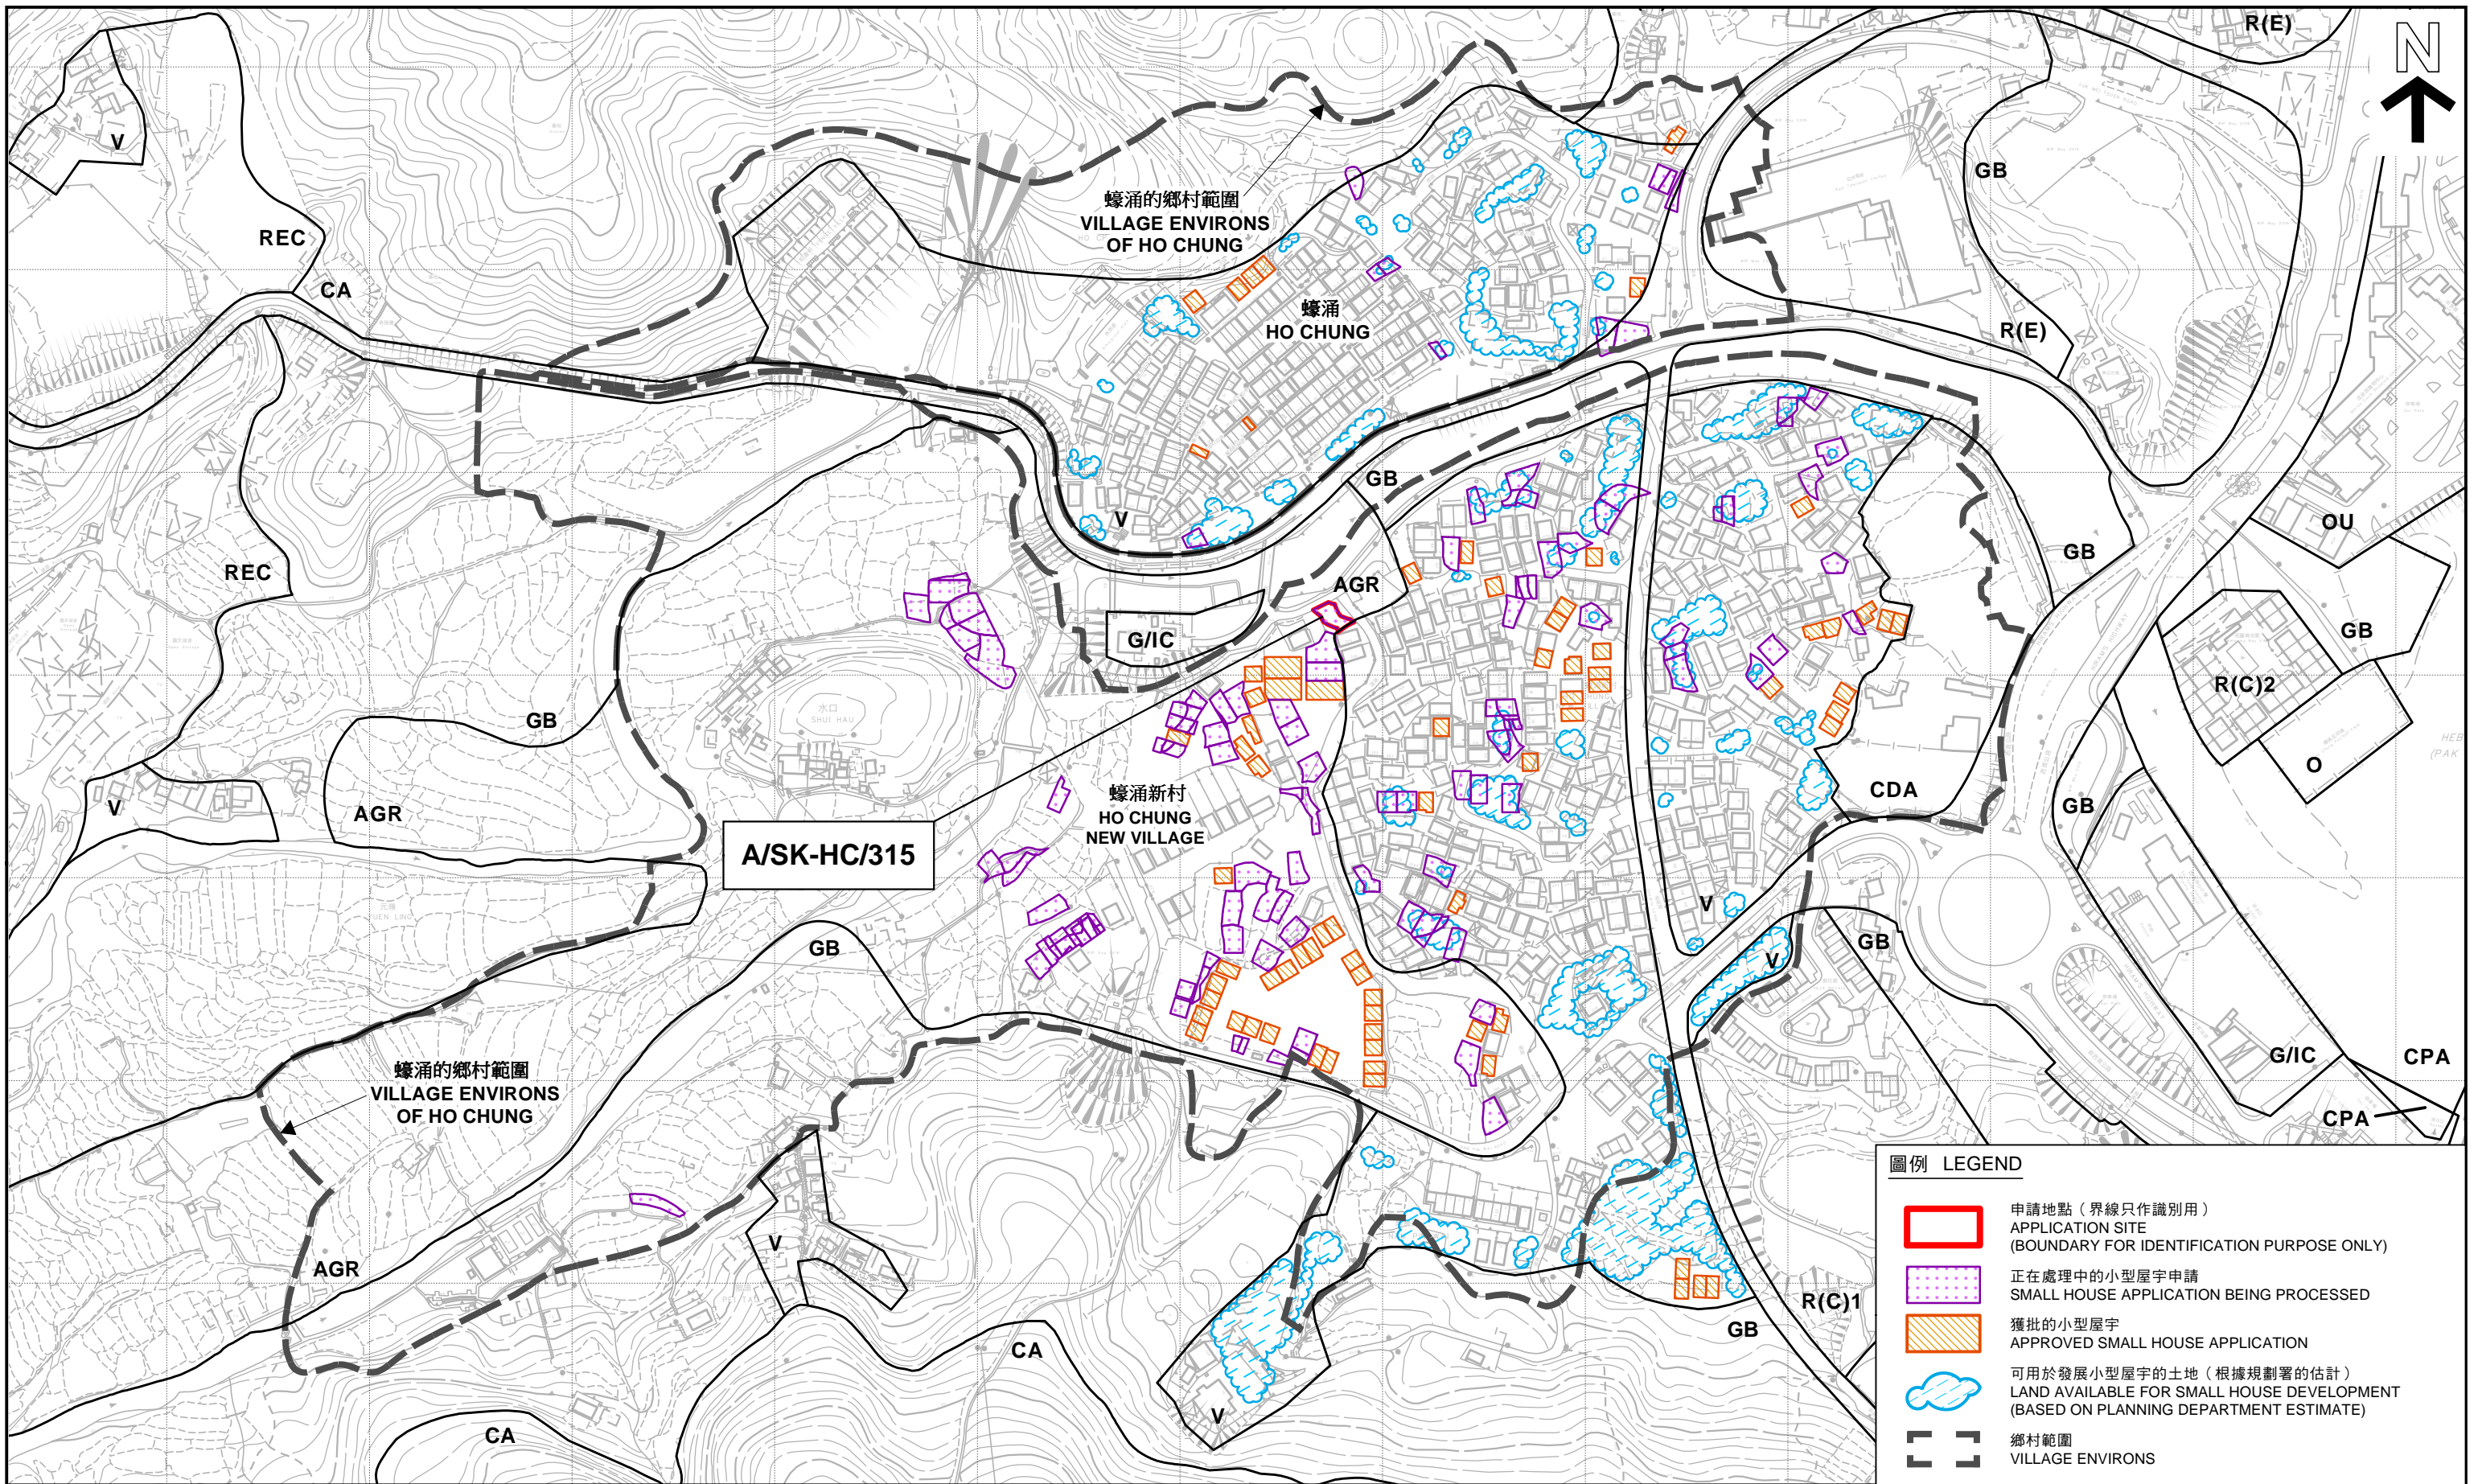 R(E)
N
V
GB
REC
CA
蠔涌的鄉村範圍
VILLAGE ENVIRONS
OF HO CHUNG
蠔涌
HO CHUNG
R(E)
GB
V
OU
GB
REC
AGR
G/IC
GB
R(C)2
GB
水口
SHUI HAU
O
V
AGR
蠔涌新村
HO CHUNG
NEW VILLAGE
CDA
GB
A/SK-HC/315
V
GB
GB
V
蠔涌的鄉村範圍
VILLAGE ENVIRONS
OF HO CHUNG
G/IC
CPA
CPA
AGR
V
R(C)1
GB
CA
V
CA
圖例 LEGEND
申請地點（界線只作識別用）
APPLICATION SITE
(BOUNDARY FOR IDENTIFICATION PURPOSE ONLY)
正在處理中的小型屋宇申請
SMALL HOUSE APPLICATION BEING PROCESSED
獲批的小型屋宇
APPROVED SMALL HOUSE APPLICATION
可用於發展小型屋宇的土地（根據規劃署的估計）
LAND AVAILABLE FOR SMALL HOUSE DEVELOPMENT
(BASED ON PLANNING DEPARTMENT ESTIMATE)
鄉村範圍
VILLAGE ENVIRONS